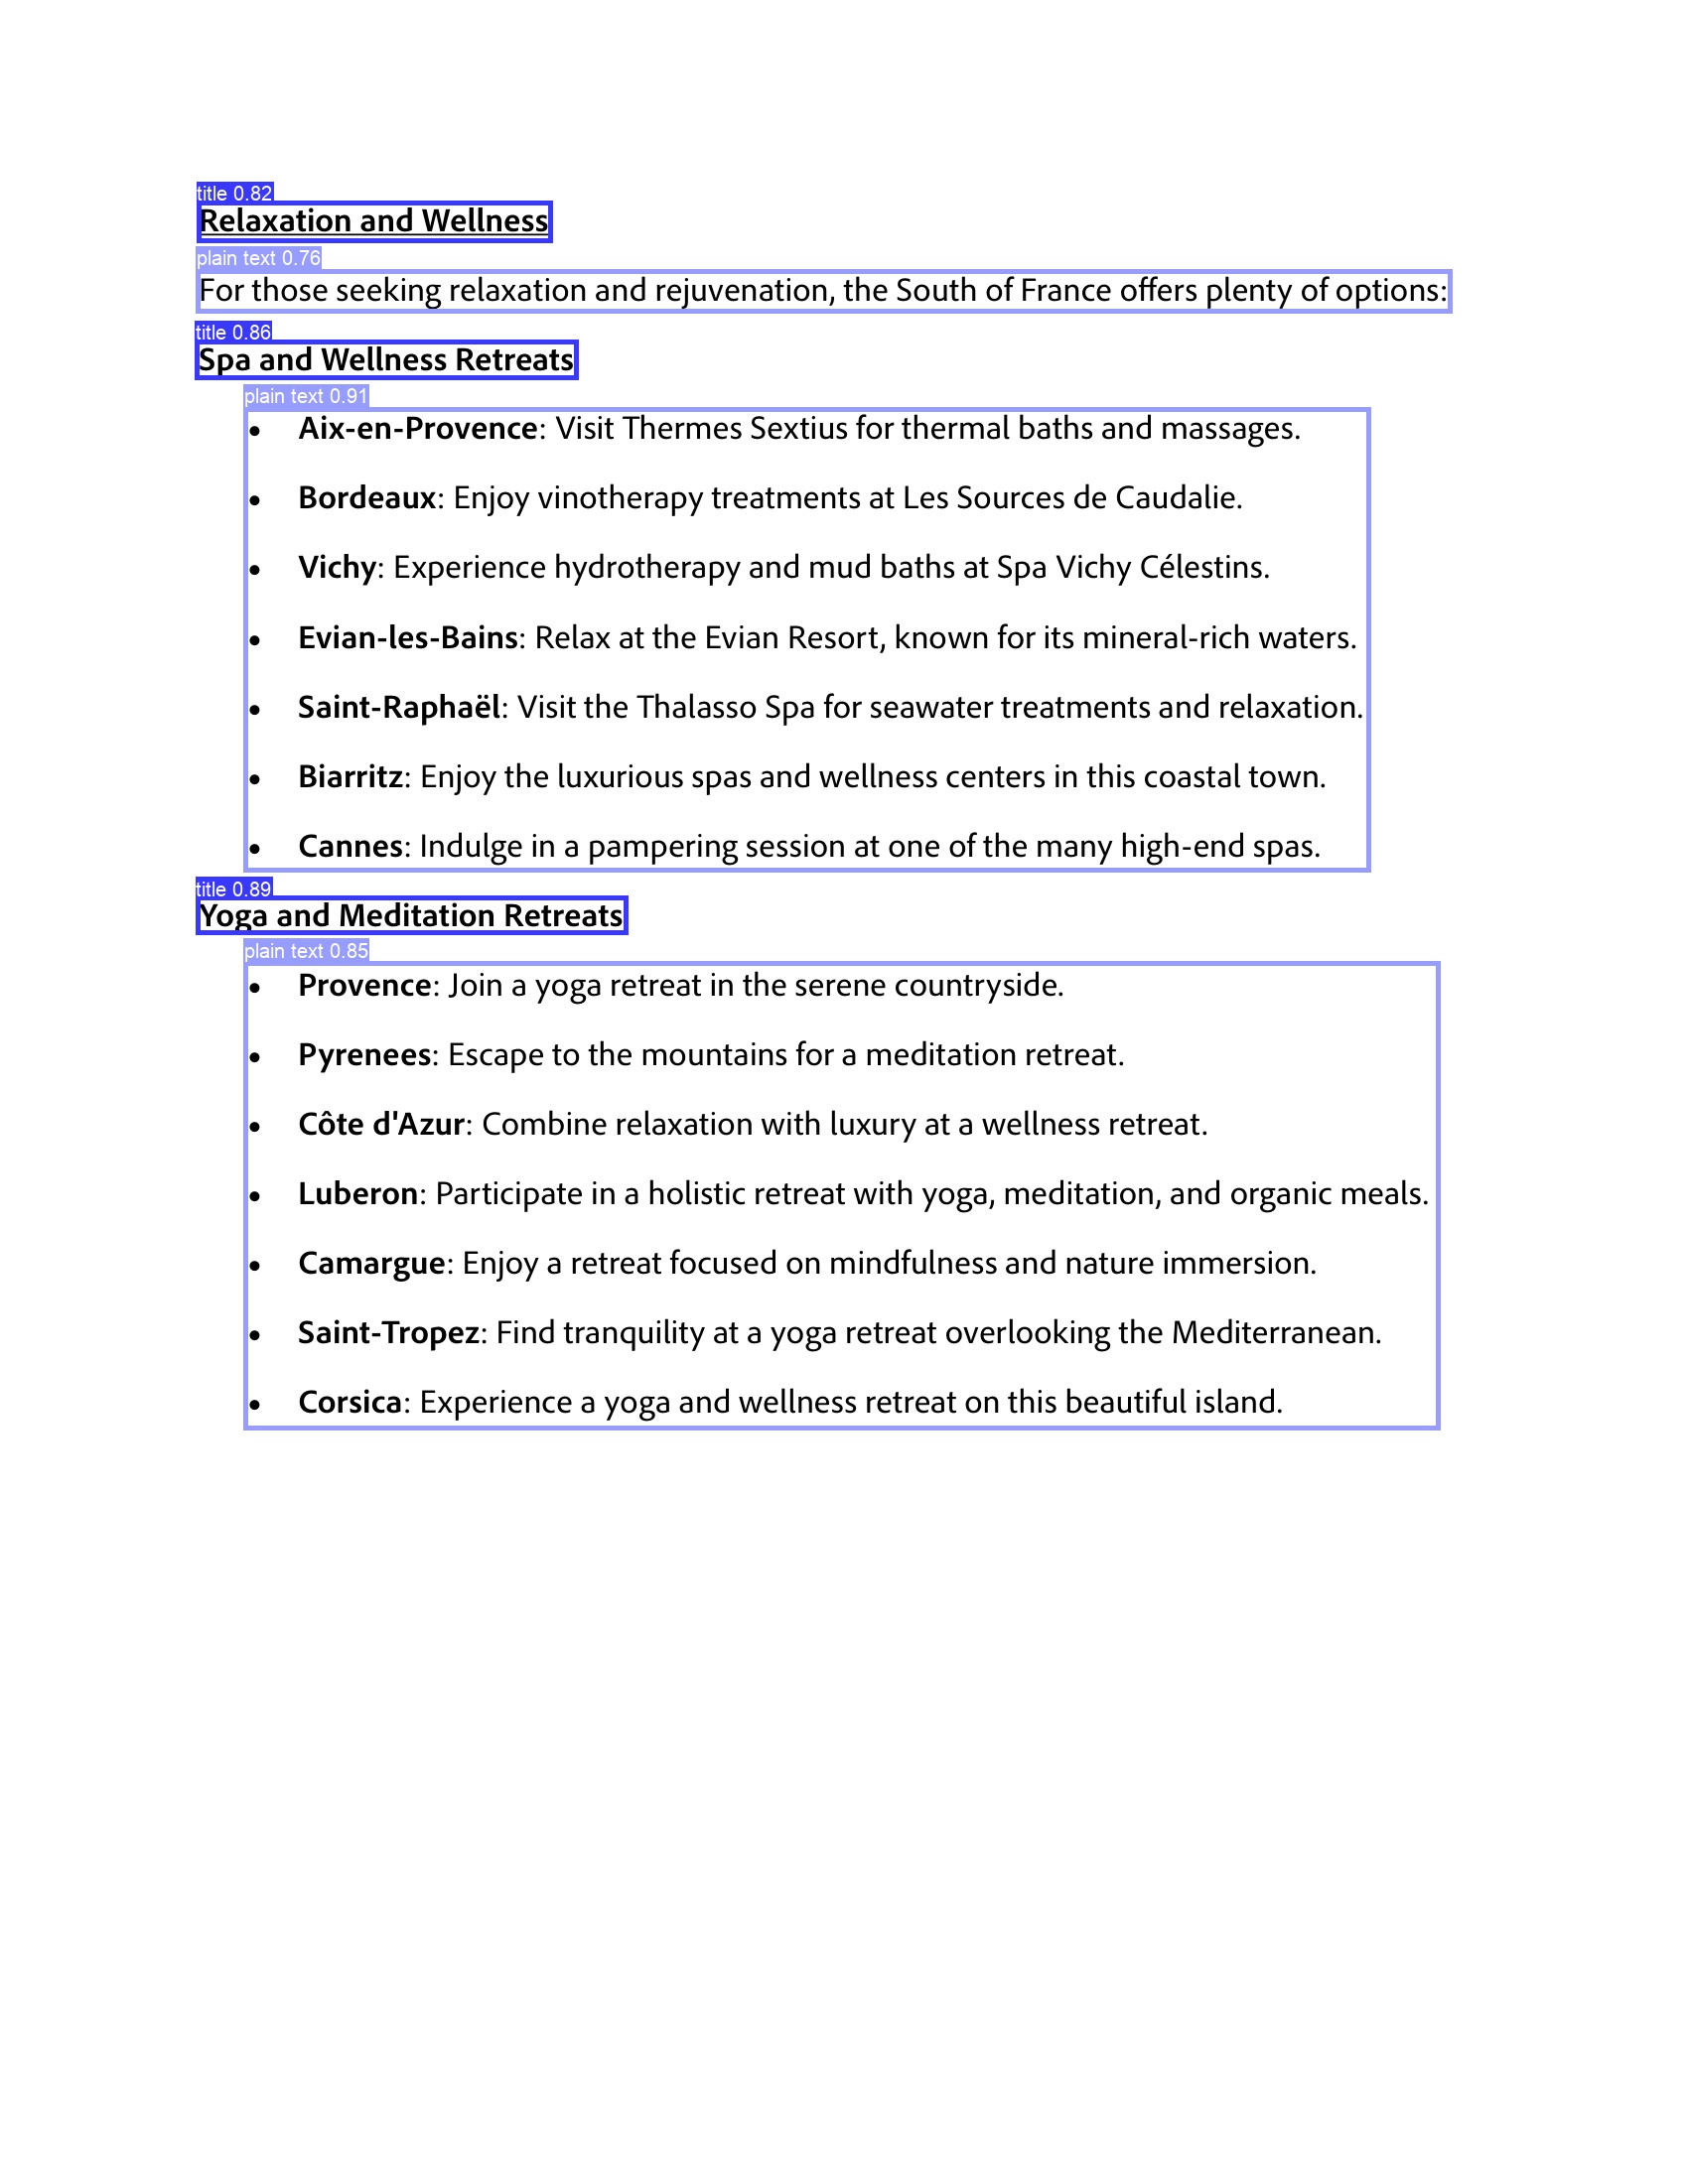 title 0.82
Relaxation and Wellness
plain text 0.76
For those seeking relaxation and rejuvenation, the South of France offers plenty of options:
title 0.86
Spa and Wellness Retreats
plain text 0.91
• Aix-en-Provence: Visit Thermes Sextius for thermal baths and massages.
• Bordeaux: Enjoy vinotherapy treatments at Les Sources de Caudalie.
• Vichy: Experience hydrotherapy and mud baths at Spa Vichy Célestins.
• Evian-les-Bains: Relax at the Evian Resort, known for its mineral-rich waters.
• Saint-Raphaël: Visit the Thalasso Spa for seawater treatments and relaxation.
• Biarritz: Enjoy the luxurious spas and wellness centers in this coastal town.
• Cannes: Indulge in a pampering session at one of the many high-end spas.
title 0.89
Yoga and Meditation Retreats
plain text 0.85
• Provence: Join a yoga retreat in the serene countryside.
• Pyrenees: Escape to the mountains for a meditation retreat.
• Côte d'Azur: Combine relaxation with luxury at a wellness retreat.
• Luberon: Participate in a holistic retreat with yoga, meditation, and organic meals.
• Camargue: Enjoy a retreat focused on mindfulness and nature immersion.
• Saint-Tropez: Find tranquility at a yoga retreat overlooking the Mediterranean.
• Corsica: Experience a yoga and wellness retreat on this beautiful island.